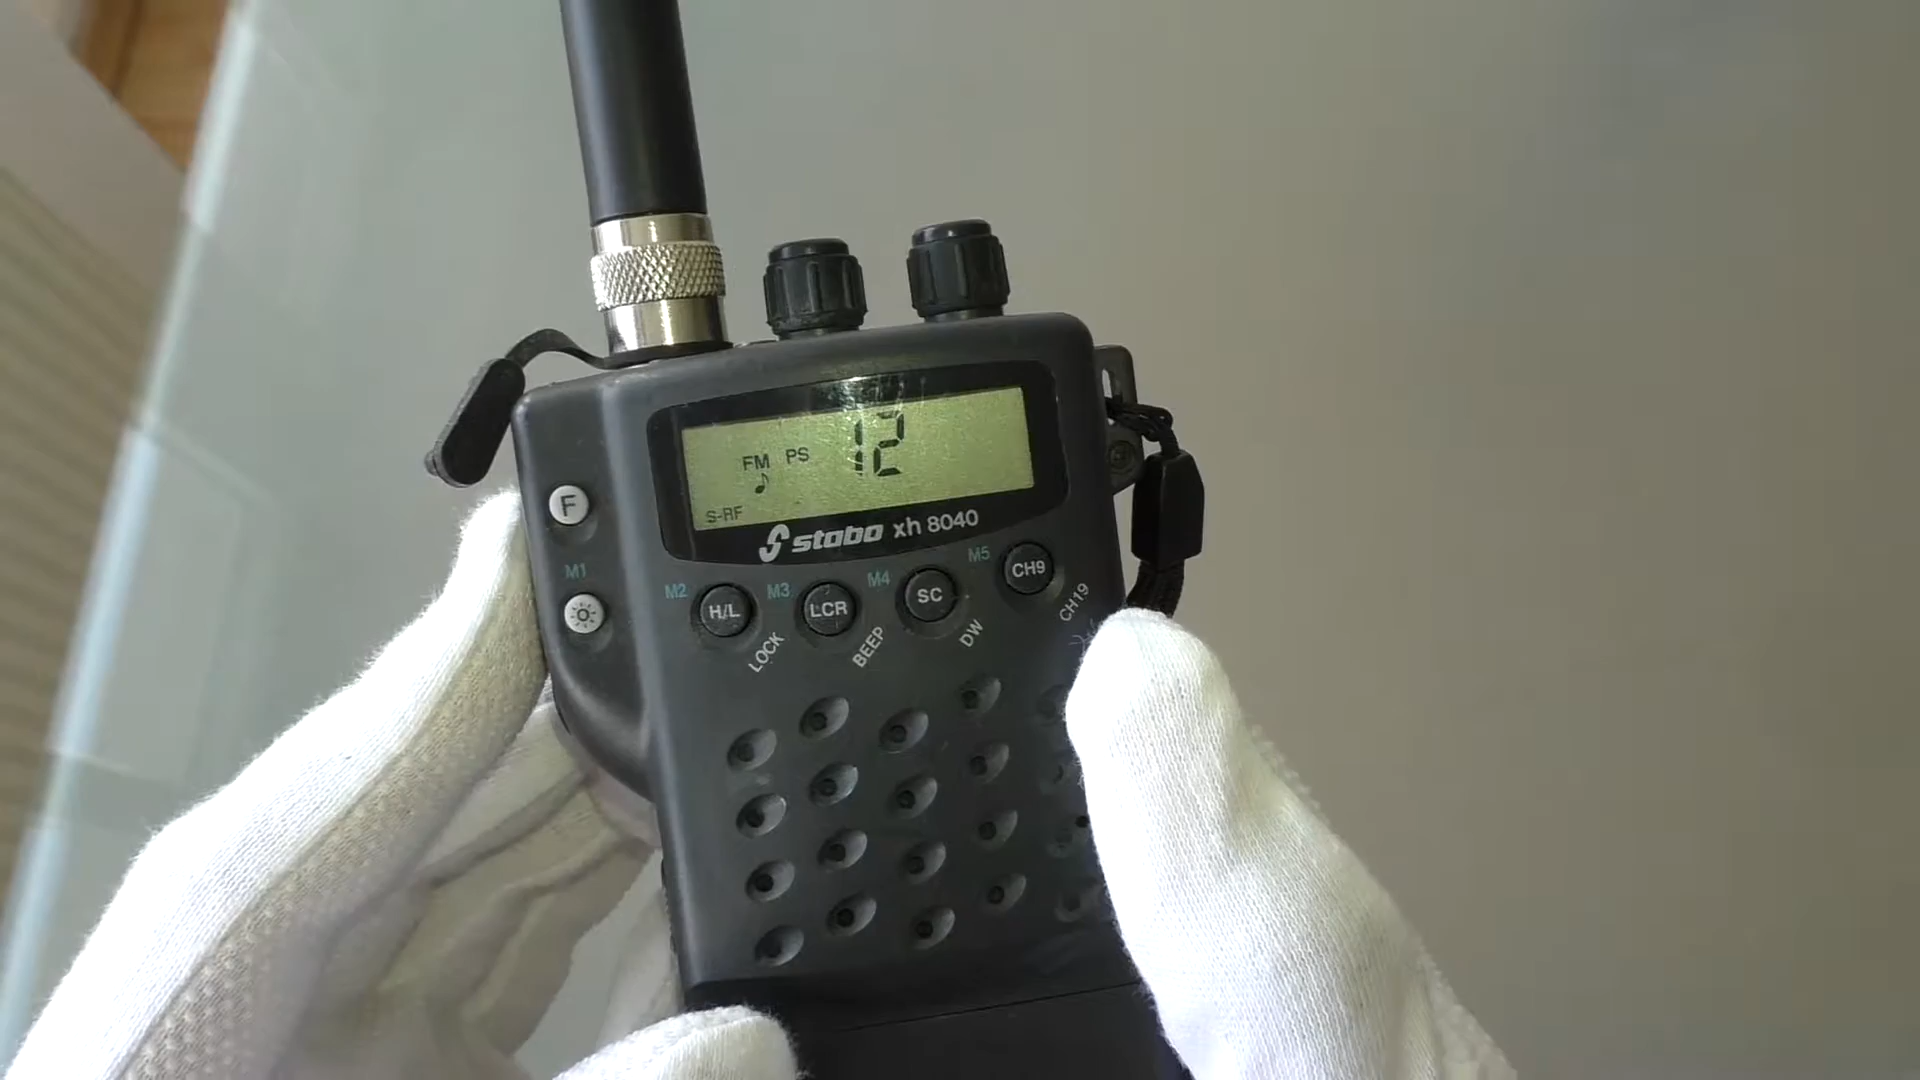 12
FM PS
♪
S-RF
stabo xh 8040
F
M1
M2 M3 M4 M5
H/L LCR SC CH9
LOCK BEEP DW CH19